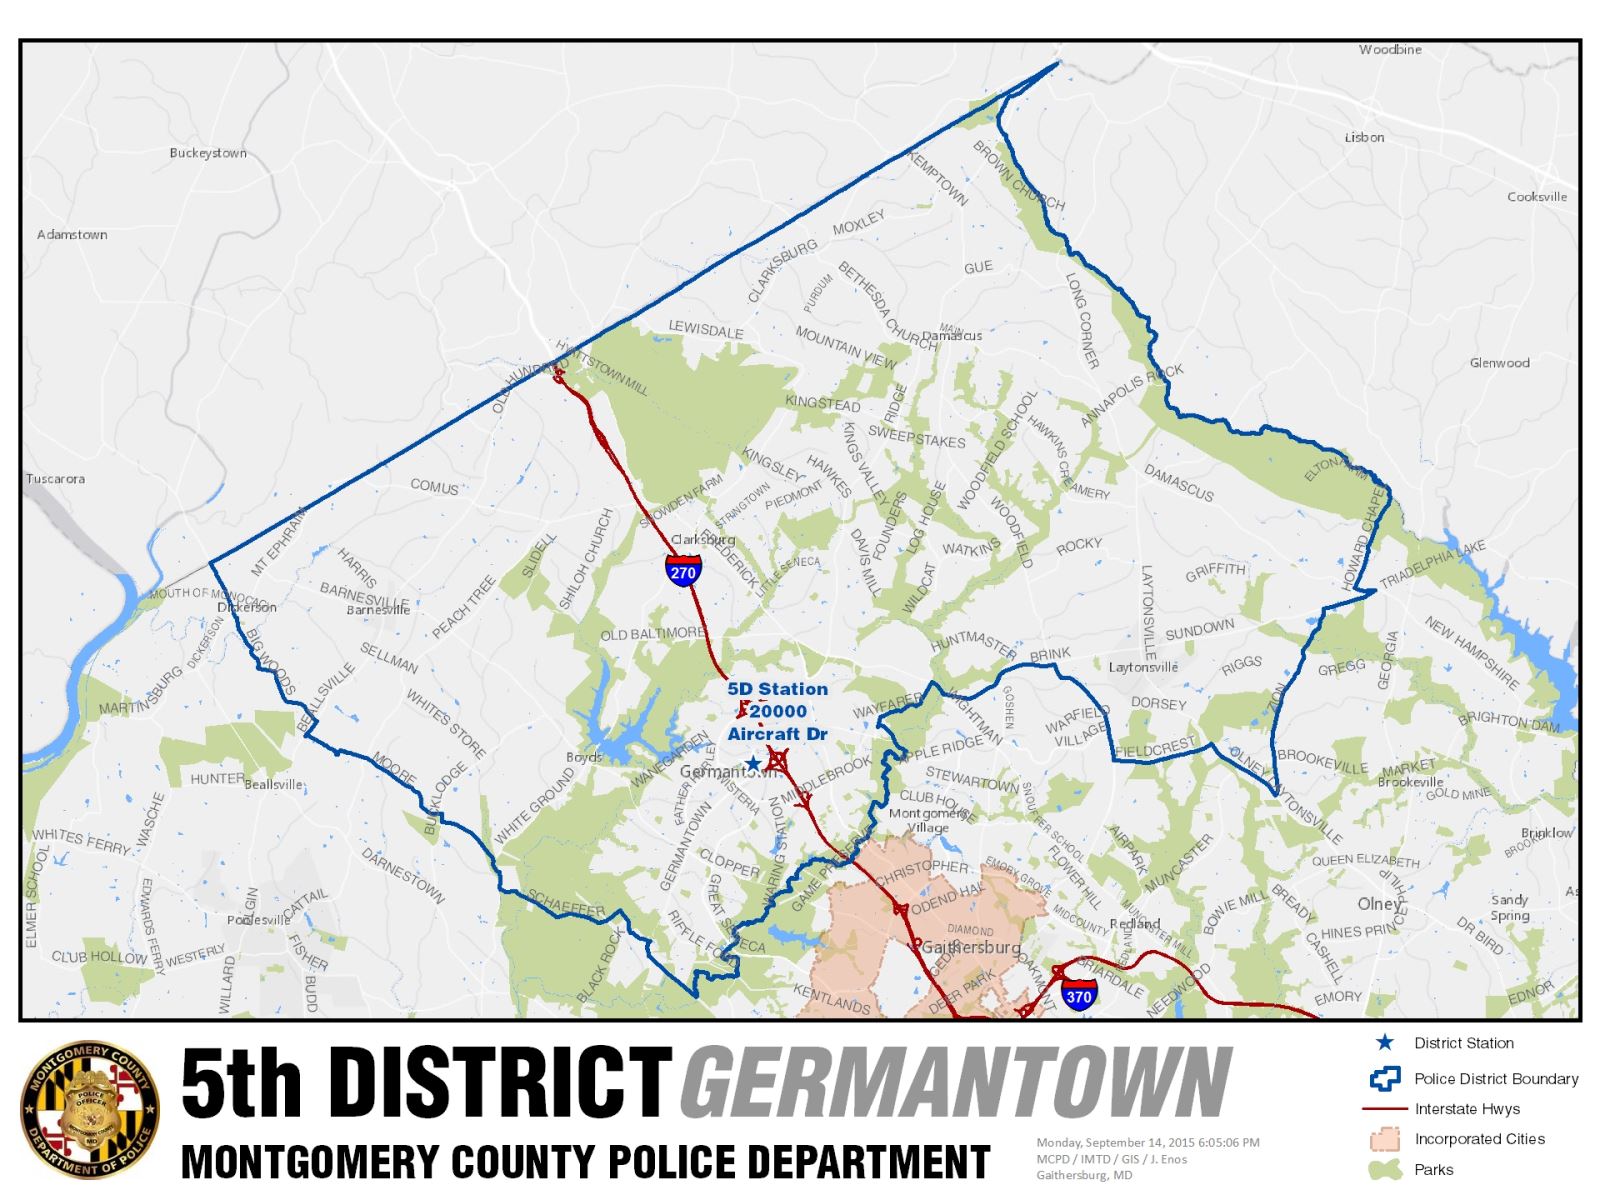 Woodbine
Lisbon
Buckeystown
Cooksville
Adamstown
KEMPTOWN
BROWN CHURCH
MOXLEY
CLARKSBURG
GUE
PURDUM
BETHESDA CHURCH
LONG CORNER
LEWISDALE
MOUNTAIN VIEW
MAIN
Damascus
Glenwood
HYATTSTOWN MILL
OLD HUNDRED
ANNAPOLIS ROCK
KINGSTEAD
RIDGE
SWEEPSTAKES
WOODFIELD SCHOOL
HAWKINS CREAMERY
KINGS VALLEY
KINGSLEY
HAWKES
DAMASCUS
ELTON FARM
Tuscarora
COMUS
SNOWDEN FARM
STRINGTOWN
PIEDMONT
FOUNDERS
LOG HOUSE
WOODFIELD
HOWARD CHAPEL
MT EPHRAIM
HARRIS
SLIDELL
SHILOH CHURCH
Clarksburg
FREDERICK
LITTLE SENECA
DAVIS MILL
WATKINS
ROCKY
WILDCAT
GRIFFITH
TRIADELPHIA LAKE
270
MOUTH OF MONOCACY
Dickerson
BARNESVILLE
Barnesville
PEACH TREE
OLD BALTIMORE
LAYTONSVILLE
SUNDOWN
NEW HAMPSHIRE
DICKERSON
BIG WOODS
SELLMAN
HUNTMASTER
BRINK
Laytonsville
RIGGS
GREGG
GEORGIA
MARTINSBURG
BEALLSVILLE
WHITES STORE
5D Station
20000
Aircraft Dr
WAYFARER
WIGHTMAN
GOSHEN
DORSEY
ZION
WARFIELD
VILLAGE
BRIGHTON DAM
APPLE RIDGE
FIELDCREST
OLNEY LAYTONSVILLE
BROOKEVILLE
Boyds
WANEGARDEN
Germantown
MOORE
BUCKLODGE
HUNTER
Beallsville
WHITE GROUND
FATHER HURLEY
WISTERIA
MIDDLEBROOK
STEWARTOWN
MARKET
Brookeville
GOLD MINE
CLUB HOUSE
Montgomery
Village
SNOUFFER SCHOOL
WASCHE
WHITES FERRY
GERMANTOWN
WARING STATION
AIRPARK
MUNCASTER
Brinklow
BROOKE
ELMER SCHOOL
DARNESTOWN
CLOPPER
GAME PRESERVE
CHRISTOPHER
EMORY GROVE
FLOWER HILL
QUEEN ELIZABETH
PHILIP
EDWARDS FERRY
ELGIN
CATTAIL
Poolesville
SCHAEFFER
GREAT SENECA
ODEND HAL
MIDCOUNTY
MUNCASTER MILL
BOWIE MILL
BREADY
Olney
PRINCE
Sandy
Spring
RIFFLE FORD
DIAMOND
Gaithersburg
Redland
REDLAND
HINES
CASHELL
DR BIRD
CLUB HOLLOW
WESTERLY
FISHER
WILLARD
BUDD
BLACK ROCK
KENTLANDS
CEDAR
DEER PARK
OAKMONT
370
BRIARDALE
NEEDWOOD
EMORY
EDNOR
5th DISTRICT GERMANTOWN
MONTGOMERY COUNTY POLICE DEPARTMENT
MONTGOMERY COUNTY
DEPARTMENT OF POLICE
POLICE
OFFICER
MD
Monday, September 14, 2015 6:05:06 PM
MCPD / IMTD / GIS / J. Enos
Gaithersburg, MD
District Station
Police District Boundary
Interstate Hwys
Incorporated Cities
Parks